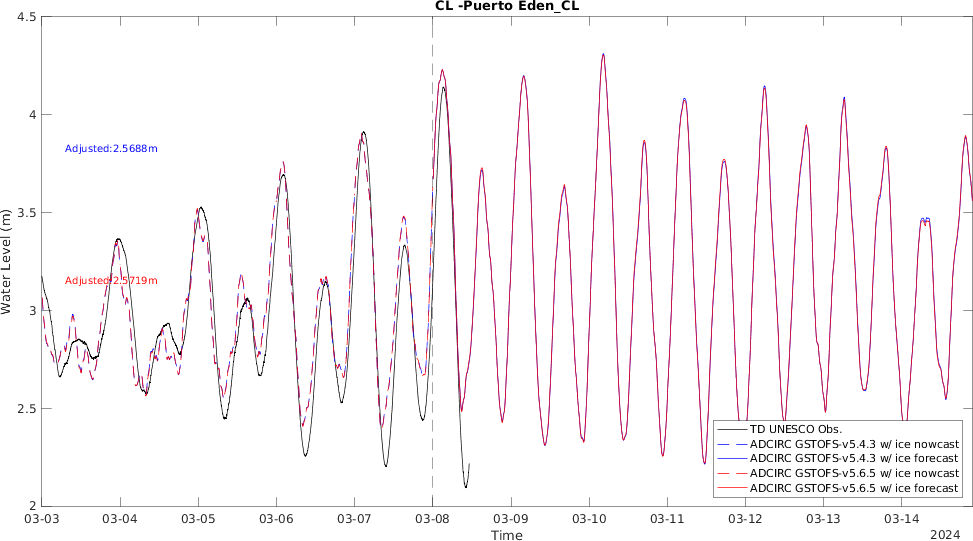 CL -Puerto Eden_CL
4.5
4
3.5
3
2.5
2
Water Level (m)
Adjusted:2.5688m
Adjusted:2.5719m
TD UNESCO Obs.
ADCIRC GSTOFS-v5.4.3 w/ ice nowcast
ADCIRC GSTOFS-v5.4.3 w/ ice forecast
ADCIRC GSTOFS-v5.6.5 w/ ice nowcast
ADCIRC GSTOFS-v5.6.5 w/ ice forecast
03-03 03-04 03-05 03-06 03-07 03-08 03-09 03-10 03-11 03-12 03-13 03-14
Time
2024